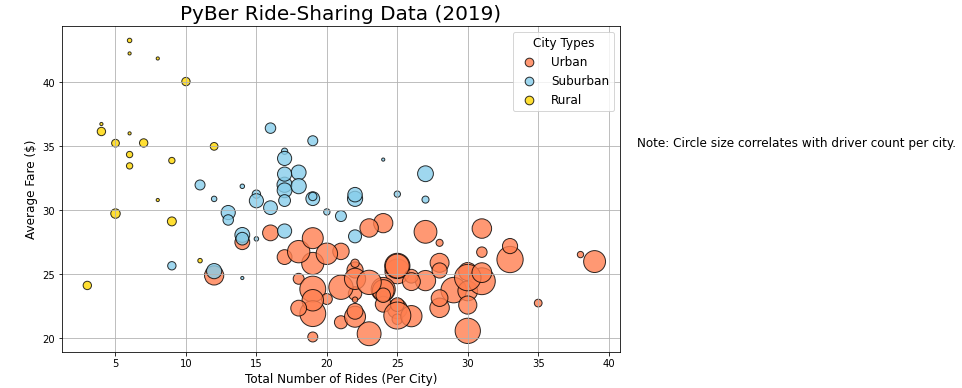 PyBer Ride-Sharing Data (2019)
City Types
Urban
Suburban
Rural
Note: Circle size correlates with driver count per city.
Average Fare ($)
40
35
30
25
20
5 10 15 20 25 30 35 40
Total Number of Rides (Per City)